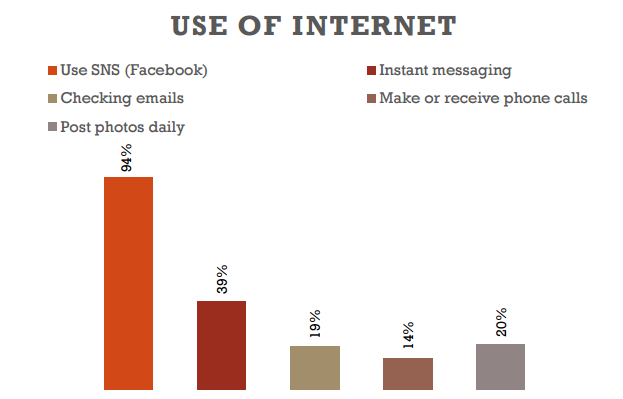 USE OF INTERNET
Use SNS (Facebook)
Instant messaging
Checking emails
Make or receive phone calls
Post photos daily
94%
39%
19%
14%
20%